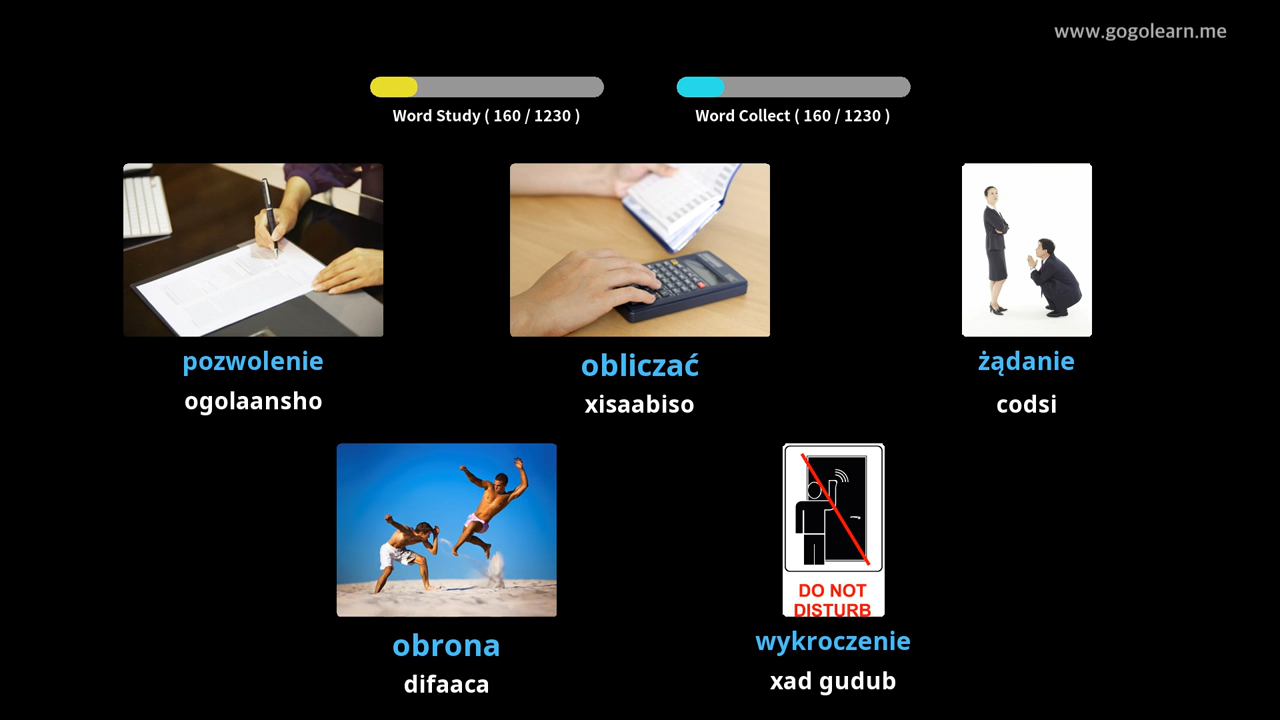 www.gogolearn.me
Word Study ( 160 / 1230 )
Word Collect ( 160 / 1230 )
pozwolenie
ogolaansho
obliczać
xisaabiso
żądanie
codsi
DO NOT
DISTURB
obrona
difaaca
wykroczenie
xad gudub